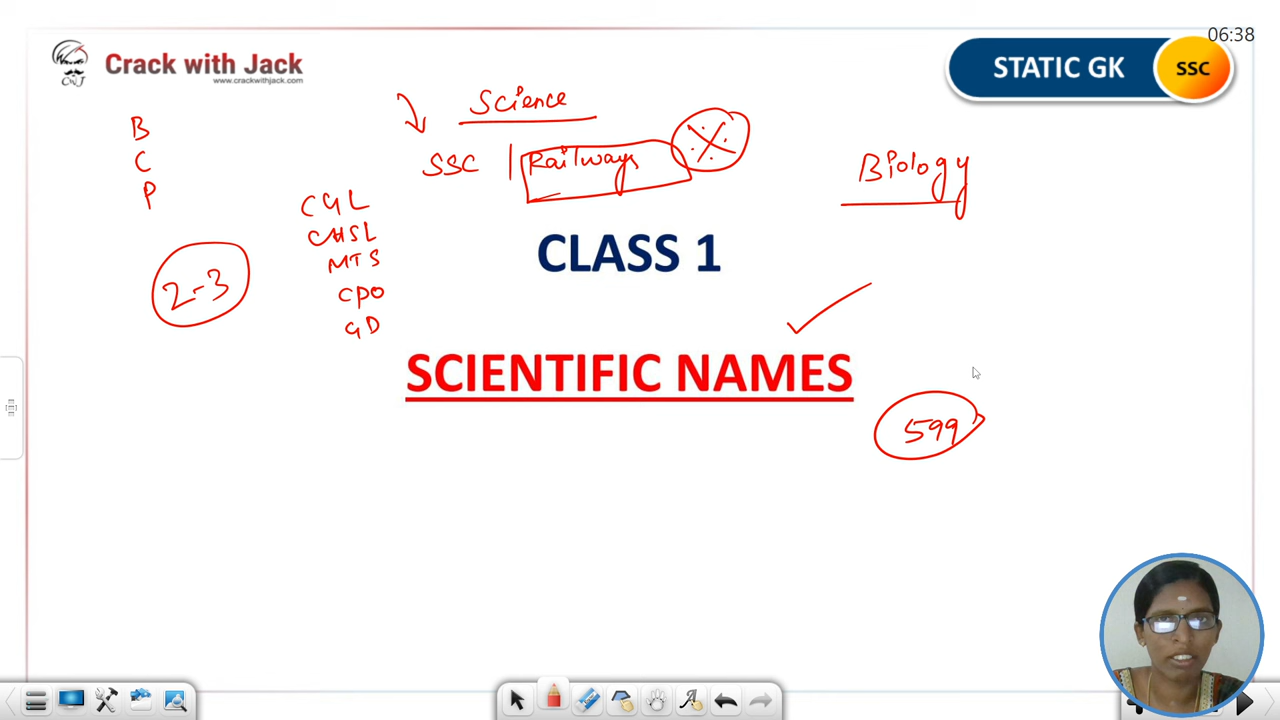 06:38
Crack with Jack
www.crackwithjack.com
CWJ
STATIC GK
SSC
Science
SSC | Railways
B
C
P
Biology
CGL
CHSL
MTS
CPO
GD
2-3
CLASS 1
SCIENTIFIC NAMES
599